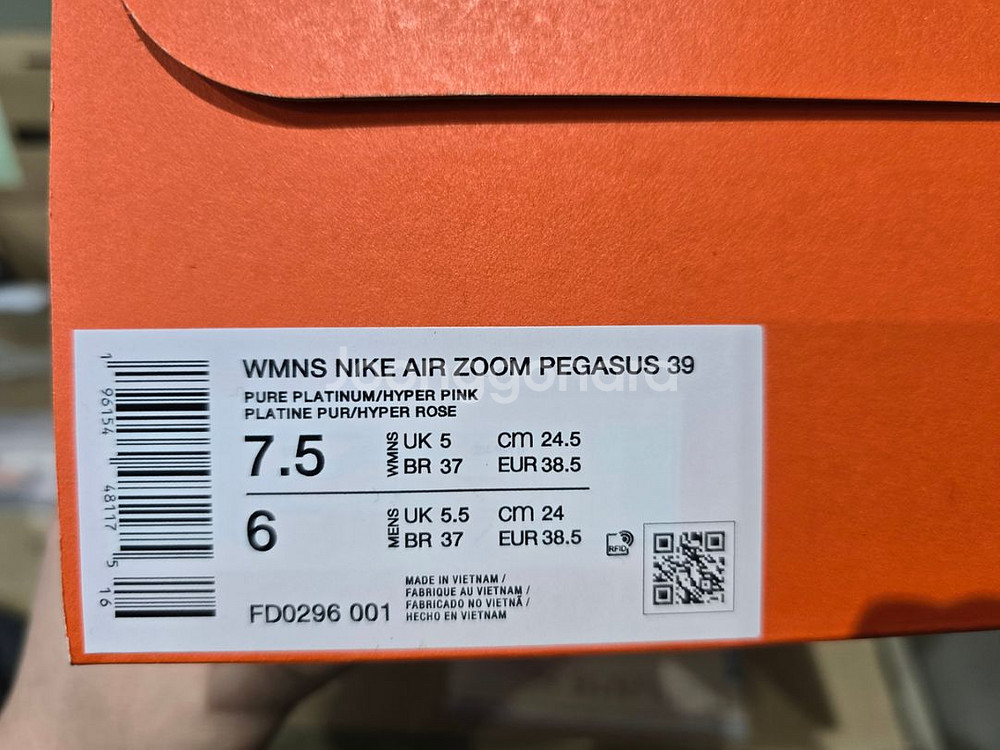 WMNS NIKE AIR ZOOM PEGASUS 39
Joonggonara
PURE PLATINUM/HYPER PINK
PLATINE PUR/HYPER ROSE
7.5 WMNS UK 5 cm 24.5
BR 37 EUR 38.5
6 MENS UK 5.5 cm 24
BR 37 EUR 38.5
RFID
FD0296 001
MADE IN VIETNAM /
FABRIQUE AU VIETNAM /
FABRICADO NO VIETNÃ /
HECHO EN VIETNAM
1 96154 48117 5 16